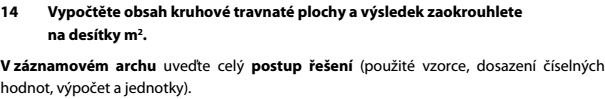 14 Vypočtěte obsah kruhové travnaté plochy a výsledek zaokrouhlete
na desítky m².
V záznamovém archu uveďte celý postup řešení (použité vzorce, dosazení číselných
hodnot, výpočet a jednotky).